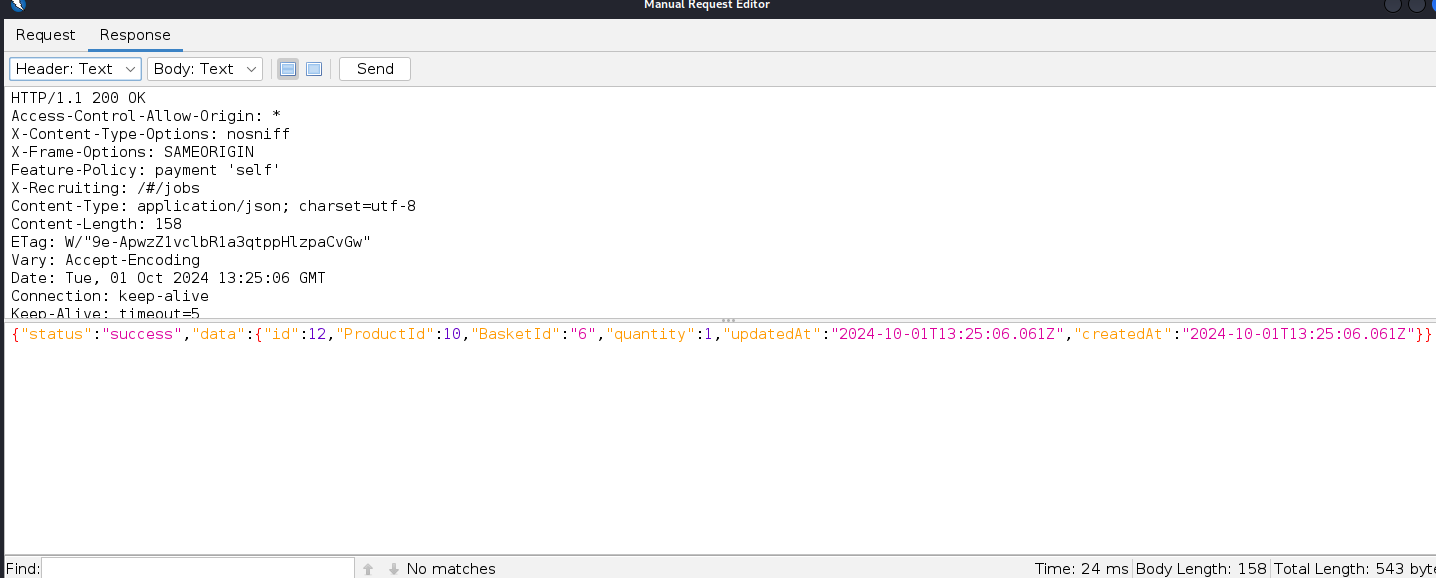 Manual Request Editor
Request Response
Header: Text Body: Text Send
HTTP/1.1 200 OK
Access-Control-Allow-Origin: *
X-Content-Type-Options: nosniff
X-Frame-Options: SAMEORIGIN
Feature-Policy: payment 'self'
X-Recruiting: /#/jobs
Content-Type: application/json; charset=utf-8
Content-Length: 158
ETag: W/"9e-ApwzZ1vclbR1a3qtppHlzpaCvGw"
Vary: Accept-Encoding
Date: Tue, 01 Oct 2024 13:25:06 GMT
Connection: keep-alive
Keep-Alive: timeout=5
{"status":"success","data":{"id":12,"ProductId":10,"BasketId":"6","quantity":1,"updatedAt":"2024-10-01T13:25:06.061Z","createdAt":"2024-10-01T13:25:06.061Z"}}
Find: No matches Time: 24 ms Body Length: 158 Total Length: 543 byte